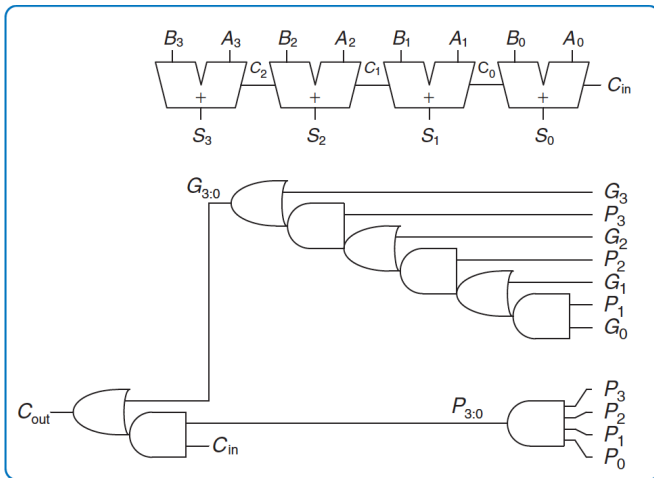 B3 A3 B2 A2 B1 A1 B0 A0
C2 C1 C0 Cin
+ + + +
S3 S2 S1 S0
G3:0
G3
P3
G2
P2
G1
P1
G0
Cout
P3:0
Cin
P3
P2
P1
P0